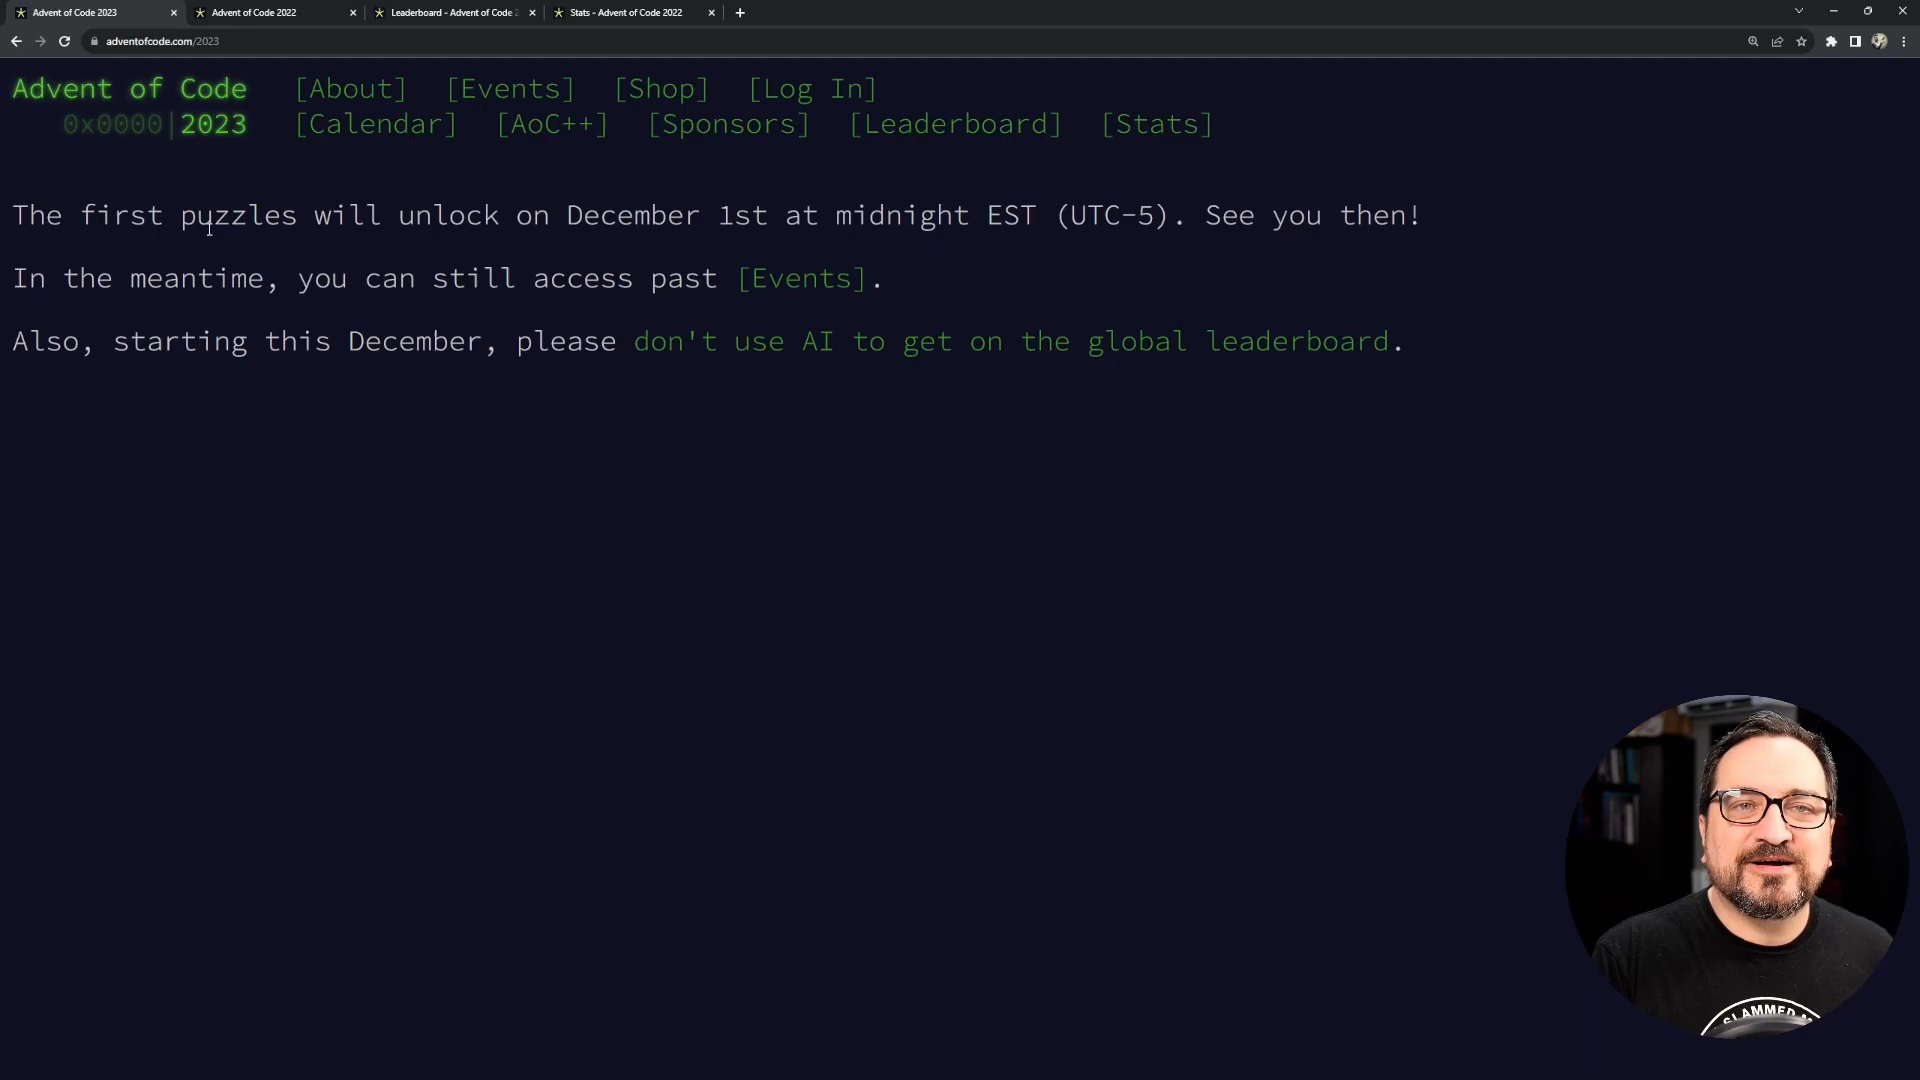 Advent of Code 2023
Advent of Code 2022
Leaderboard - Advent of Code 2
Stats - Advent of Code 2022
adventofcode.com/2023
Advent of Code [About] [Events] [Shop] [Log In]
0x0000|2023 [Calendar] [AoC++] [Sponsors] [Leaderboard] [Stats]
The first puzzles will unlock on December 1st at midnight EST (UTC-5). See you then!
In the meantime, you can still access past [Events].
Also, starting this December, please don't use AI to get on the global leaderboard.
SLAMMED